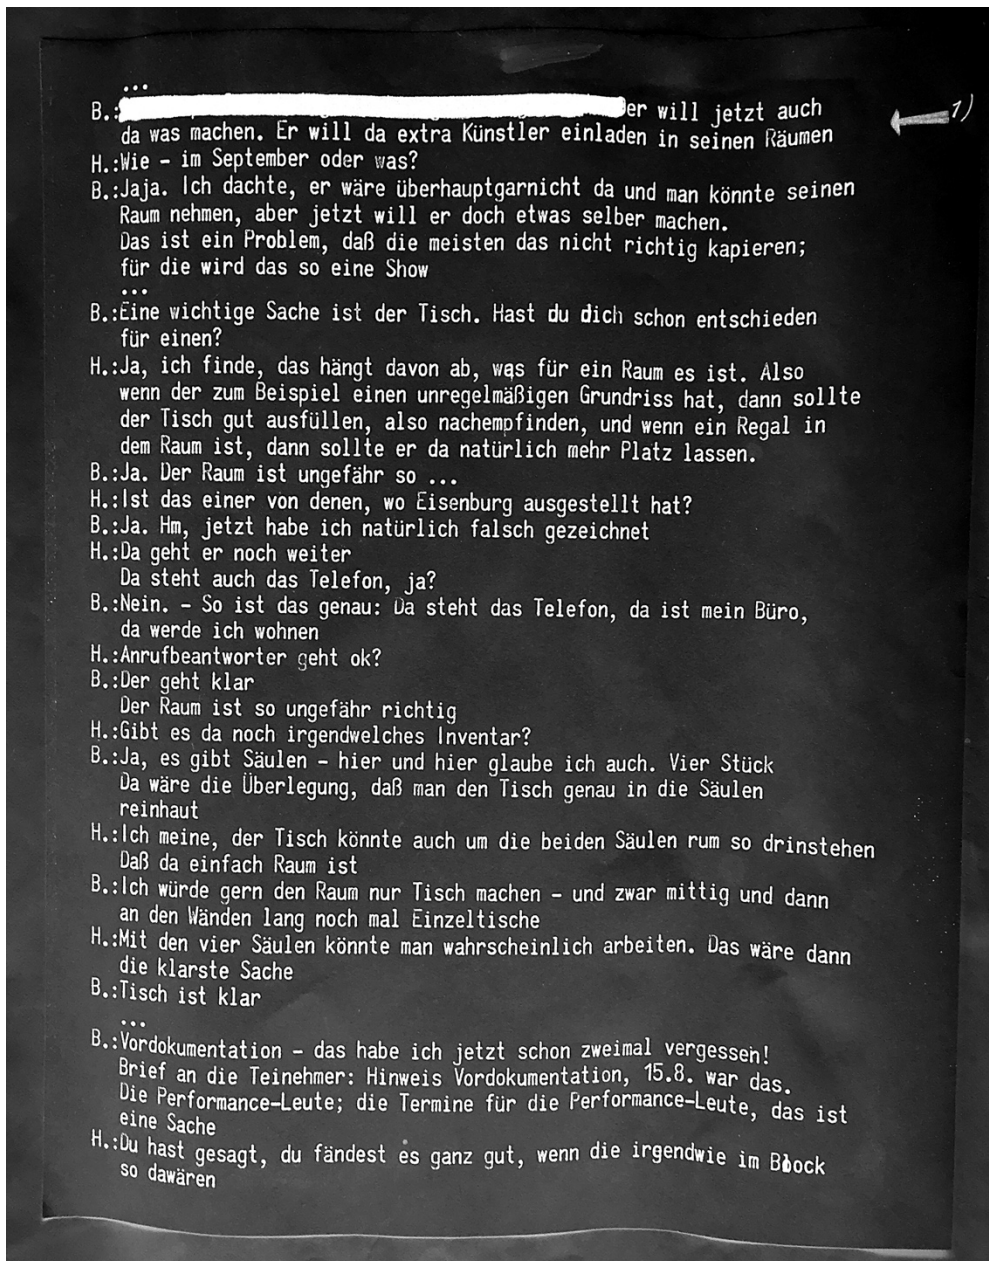 ...
B.: er will jetzt auch
da was machen. Er will da extra Künstler einladen in seinen Räumen
1)
H.:Wie – im September oder was?
B.:Jaja. Ich dachte, er wäre überhauptgarnicht da und man könnte seinen
Raum nehmen, aber jetzt will er doch etwas selber machen.
Das ist ein Problem, daß die meisten das nicht richtig kapieren;
für die wird das so eine Show
...
B.:Eine wichtige Sache ist der Tisch. Hast du dich schon entschieden
für einen?
H.:Ja, ich finde, das hängt davon ab, was für ein Raum es ist. Also
wenn der zum Beispiel einen unregelmäßigen Grundriss hat, dann sollte
der Tisch gut ausfüllen, also nachempfinden, und wenn ein Regal in
dem Raum ist, dann sollte er da natürlich mehr Platz lassen.
B.:Ja. Der Raum ist ungefähr so ...
H.:Ist das einer von denen, wo Eisenburg ausgestellt hat?
B.:Ja. Hm, jetzt habe ich natürlich falsch gezeichnet
H.:Da geht er noch weiter
Da steht auch das Telefon, ja?
B.:Nein. – So ist das genau: Da steht das Telefon, da ist mein Büro,
da werde ich wohnen
H.:Anrufbeantworter geht ok?
B.:Der geht klar
Der Raum ist so ungefähr richtig
H.:Gibt es da noch irgendwelches Inventar?
B.:Ja, es gibt Säulen – hier und hier glaube ich auch. Vier Stück
Da wäre die Überlegung, daß man den Tisch genau in die Säulen
reinhaut
H.:Ich meine, der Tisch könnte auch um die beiden Säulen rum so drinstehen
Daß da einfach Raum ist
B.:Ich würde gern den Raum nur Tisch machen – und zwar mittig und dann
an den Wänden lang noch mal Einzeltische
H.:Mit den vier Säulen könnte man wahrscheinlich arbeiten. Das wäre dann
die klarste Sache
B.:Tisch ist klar
...
B.:Vordokumentation – das habe ich jetzt schon zweimal vergessen!
Brief an die Teinehmer: Hinweis Vordokumentation, 15.8. war das.
Die Performance-Leute; die Termine für die Performance-Leute, das ist
eine Sache
H.:Du hast gesagt, du fändest es ganz gut, wenn die irgendwie im Block
so dawären